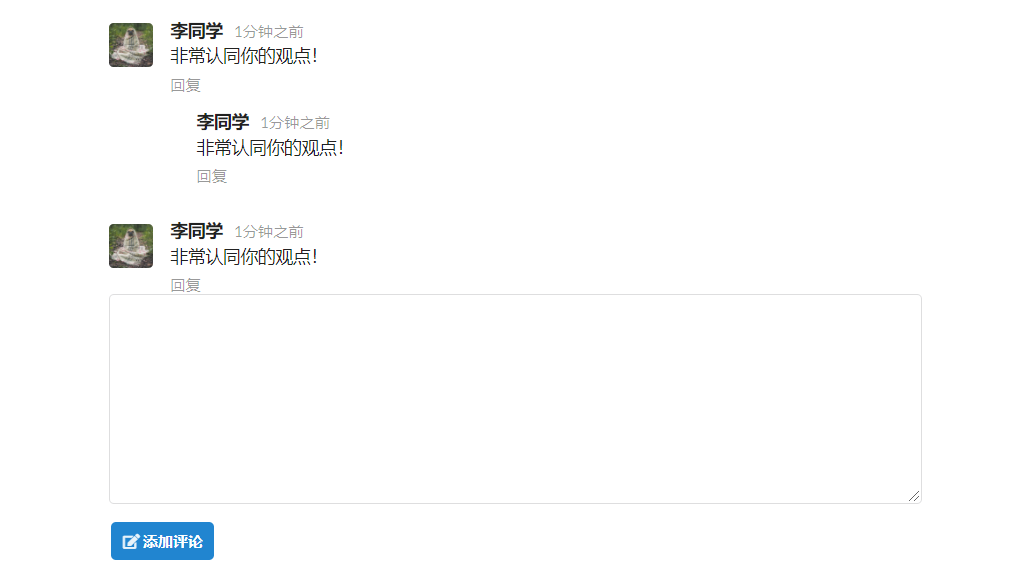 李同学 1分钟之前
非常认同你的观点！
回复
李同学 1分钟之前
非常认同你的观点！
回复
李同学 1分钟之前
非常认同你的观点！
回复
添加评论